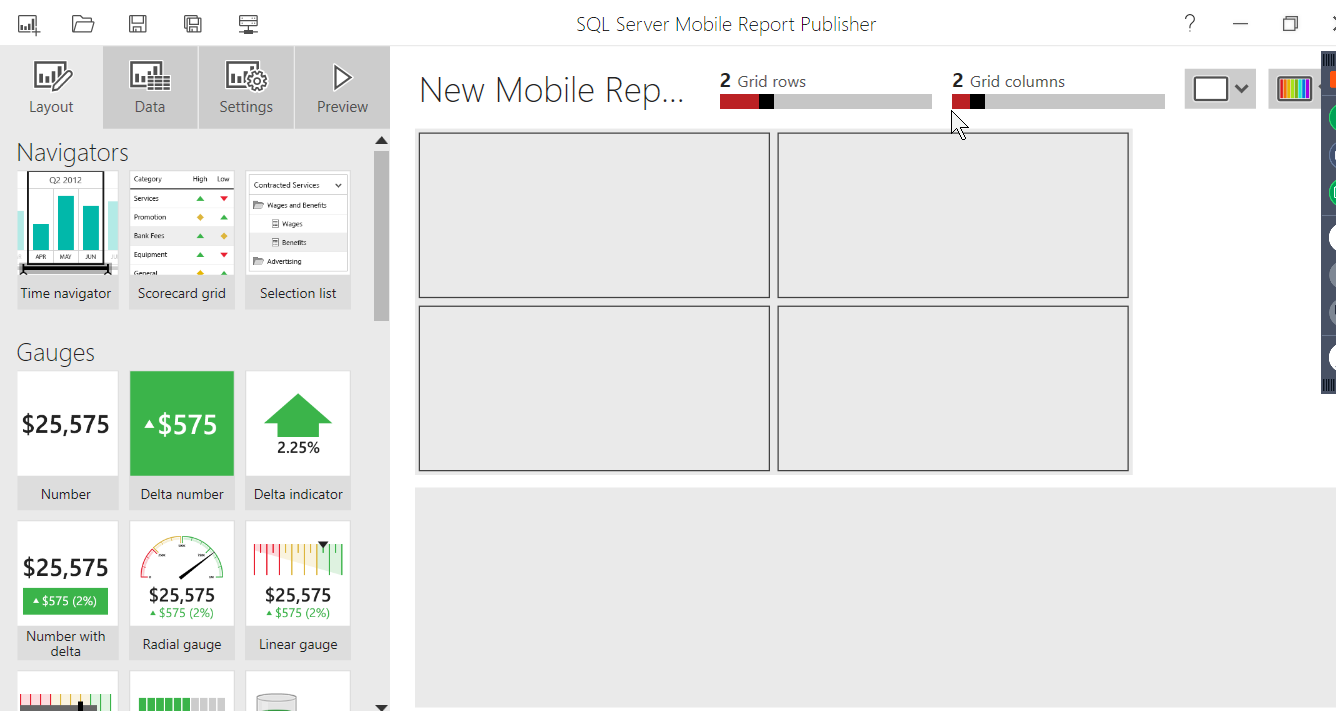 SQL Server Mobile Report Publisher
?
Layout
Data
Settings
Preview
New Mobile Rep...
2 Grid rows
2 Grid columns
Navigators
Q2 2012
APR MAY JUN
Time navigator
Category High Low
Services
Promotion
Bank Fees
Equipment
General
Scorecard grid
Contracted Services
Wages and Benefits
Wages
Benefits
Advertising
Selection list
Gauges
$25,575
Number
$575
Delta number
2.25%
Delta indicator
$25,575
$575 (2%)
Number with
delta
$25,575
$575 (2%)
Radial gauge
$25,575
$575 (2%)
Linear gauge